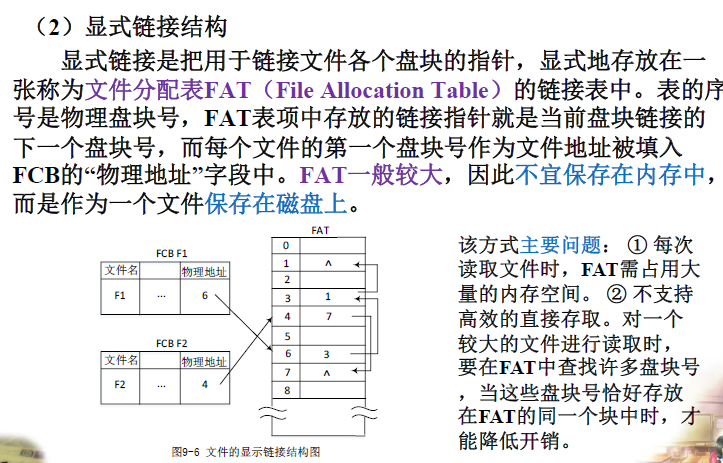 （2）显式链接结构
显式链接是把用于链接文件各个盘块的指针，显式地存放在一
张称为文件分配表FAT（File Allocation Table）的链接表中。表的序
号是物理盘块号，FAT表项中存放的链接指针就是当前盘块链接的
下一个盘块号，而每个文件的第一个盘块号作为文件地址被填入
FCB的“物理地址”字段中。FAT一般较大，因此不宜保存在内存中，
而是作为一个文件保存在磁盘上。
FCB F1
文件名 物理地址
F1 ... 6
FCB F2
文件名 物理地址
F2 ... 4
FAT
0
1 ^
2
3 1
4 7
5
6 3
7 ^
8
图9-6 文件的显示链接结构图
该方式主要问题： ① 每次
读取文件时，FAT需占用大
量的内存空间。 ② 不支持
高效的直接存取。对一个
较大的文件进行读取时，
要在FAT中查找许多盘块号
，当这些盘块号恰好存放
在FAT的同一个块中时，才
能降低开销。